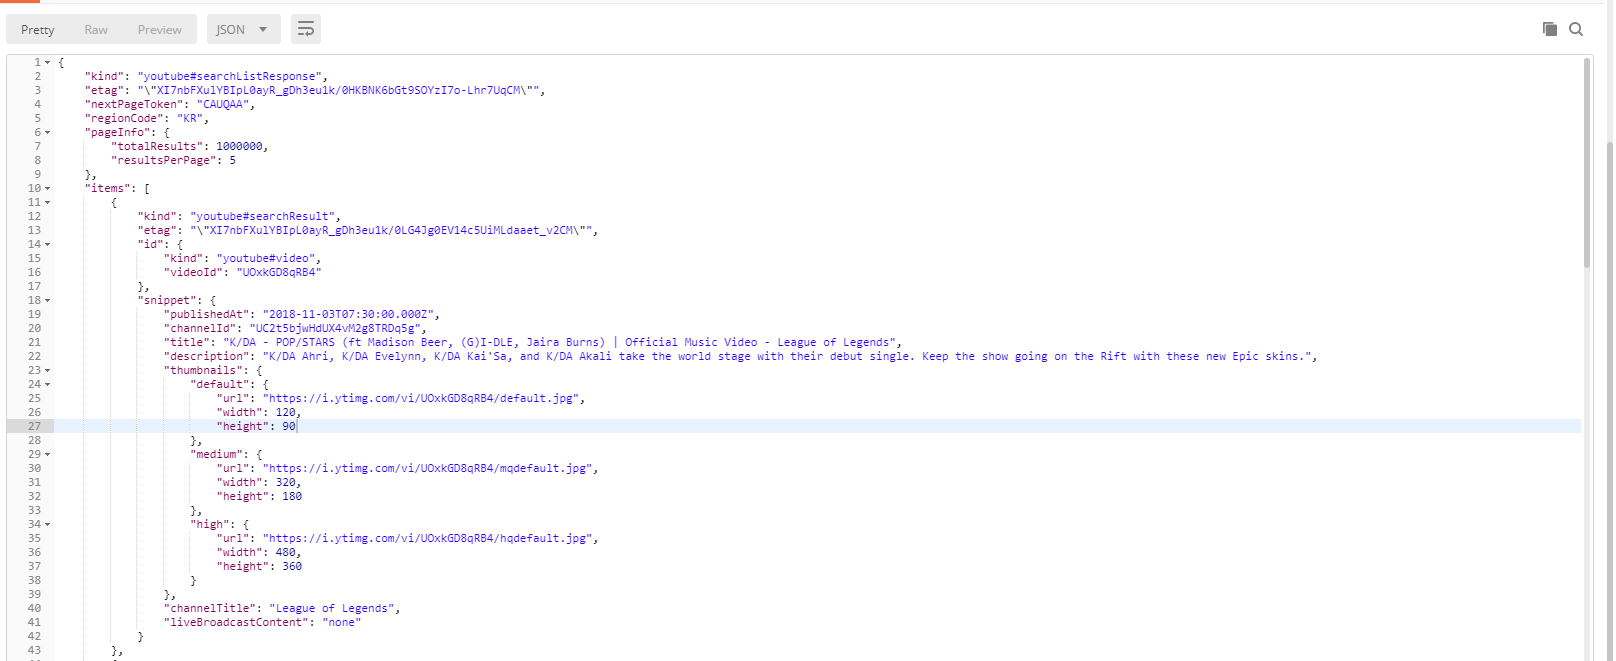 Pretty Raw Preview JSON
1 {
2 "kind": "youtube#searchListResponse",
3 "etag": "\"XI7nbFXulYBIpL0ayR_gDh3eu1k/0HKBNK6bGt9SOYzI7o-Lhr7UqCM\"",
4 "nextPageToken": "CAUQAA",
5 "regionCode": "KR",
6 "pageInfo": {
7 "totalResults": 1000000,
8 "resultsPerPage": 5
9 },
10 "items": [
11 {
12 "kind": "youtube#searchResult",
13 "etag": "\"XI7nbFXulYBIpL0ayR_gDh3eu1k/0LG4Jg0EV14c5UiMLdaaet_v2CM\"",
14 "id": {
15 "kind": "youtube#video",
16 "videoId": "UOxkGD8qRB4"
17 },
18 "snippet": {
19 "publishedAt": "2018-11-03T07:30:00.000Z",
20 "channelId": "UC2t5bjwHdUX4vM2g8TRDq5g",
21 "title": "K/DA - POP/STARS (ft Madison Beer, (G)I-DLE, Jaira Burns) | Official Music Video - League of Legends",
22 "description": "K/DA Ahri, K/DA Evelynn, K/DA Kai'Sa, and K/DA Akali take the world stage with their debut single. Keep the show going on the Rift with these new Epic skins.",
23 "thumbnails": {
24 "default": {
25 "url": "https://i.ytimg.com/vi/UOxkGD8qRB4/default.jpg",
26 "width": 120,
27 "height": 90
28 },
29 "medium": {
30 "url": "https://i.ytimg.com/vi/UOxkGD8qRB4/mqdefault.jpg",
31 "width": 320,
32 "height": 180
33 },
34 "high": {
35 "url": "https://i.ytimg.com/vi/UOxkGD8qRB4/hqdefault.jpg",
36 "width": 480,
37 "height": 360
38 }
39 },
40 "channelTitle": "League of Legends",
41 "liveBroadcastContent": "none"
42 }
43 },